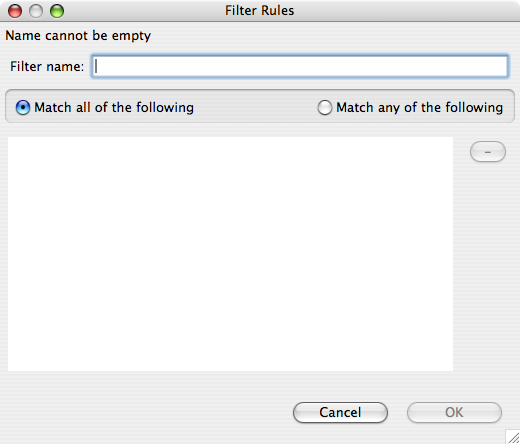 Filter Rules
Name cannot be empty
Filter name:
Match all of the following
Match any of the following
–
Cancel
OK